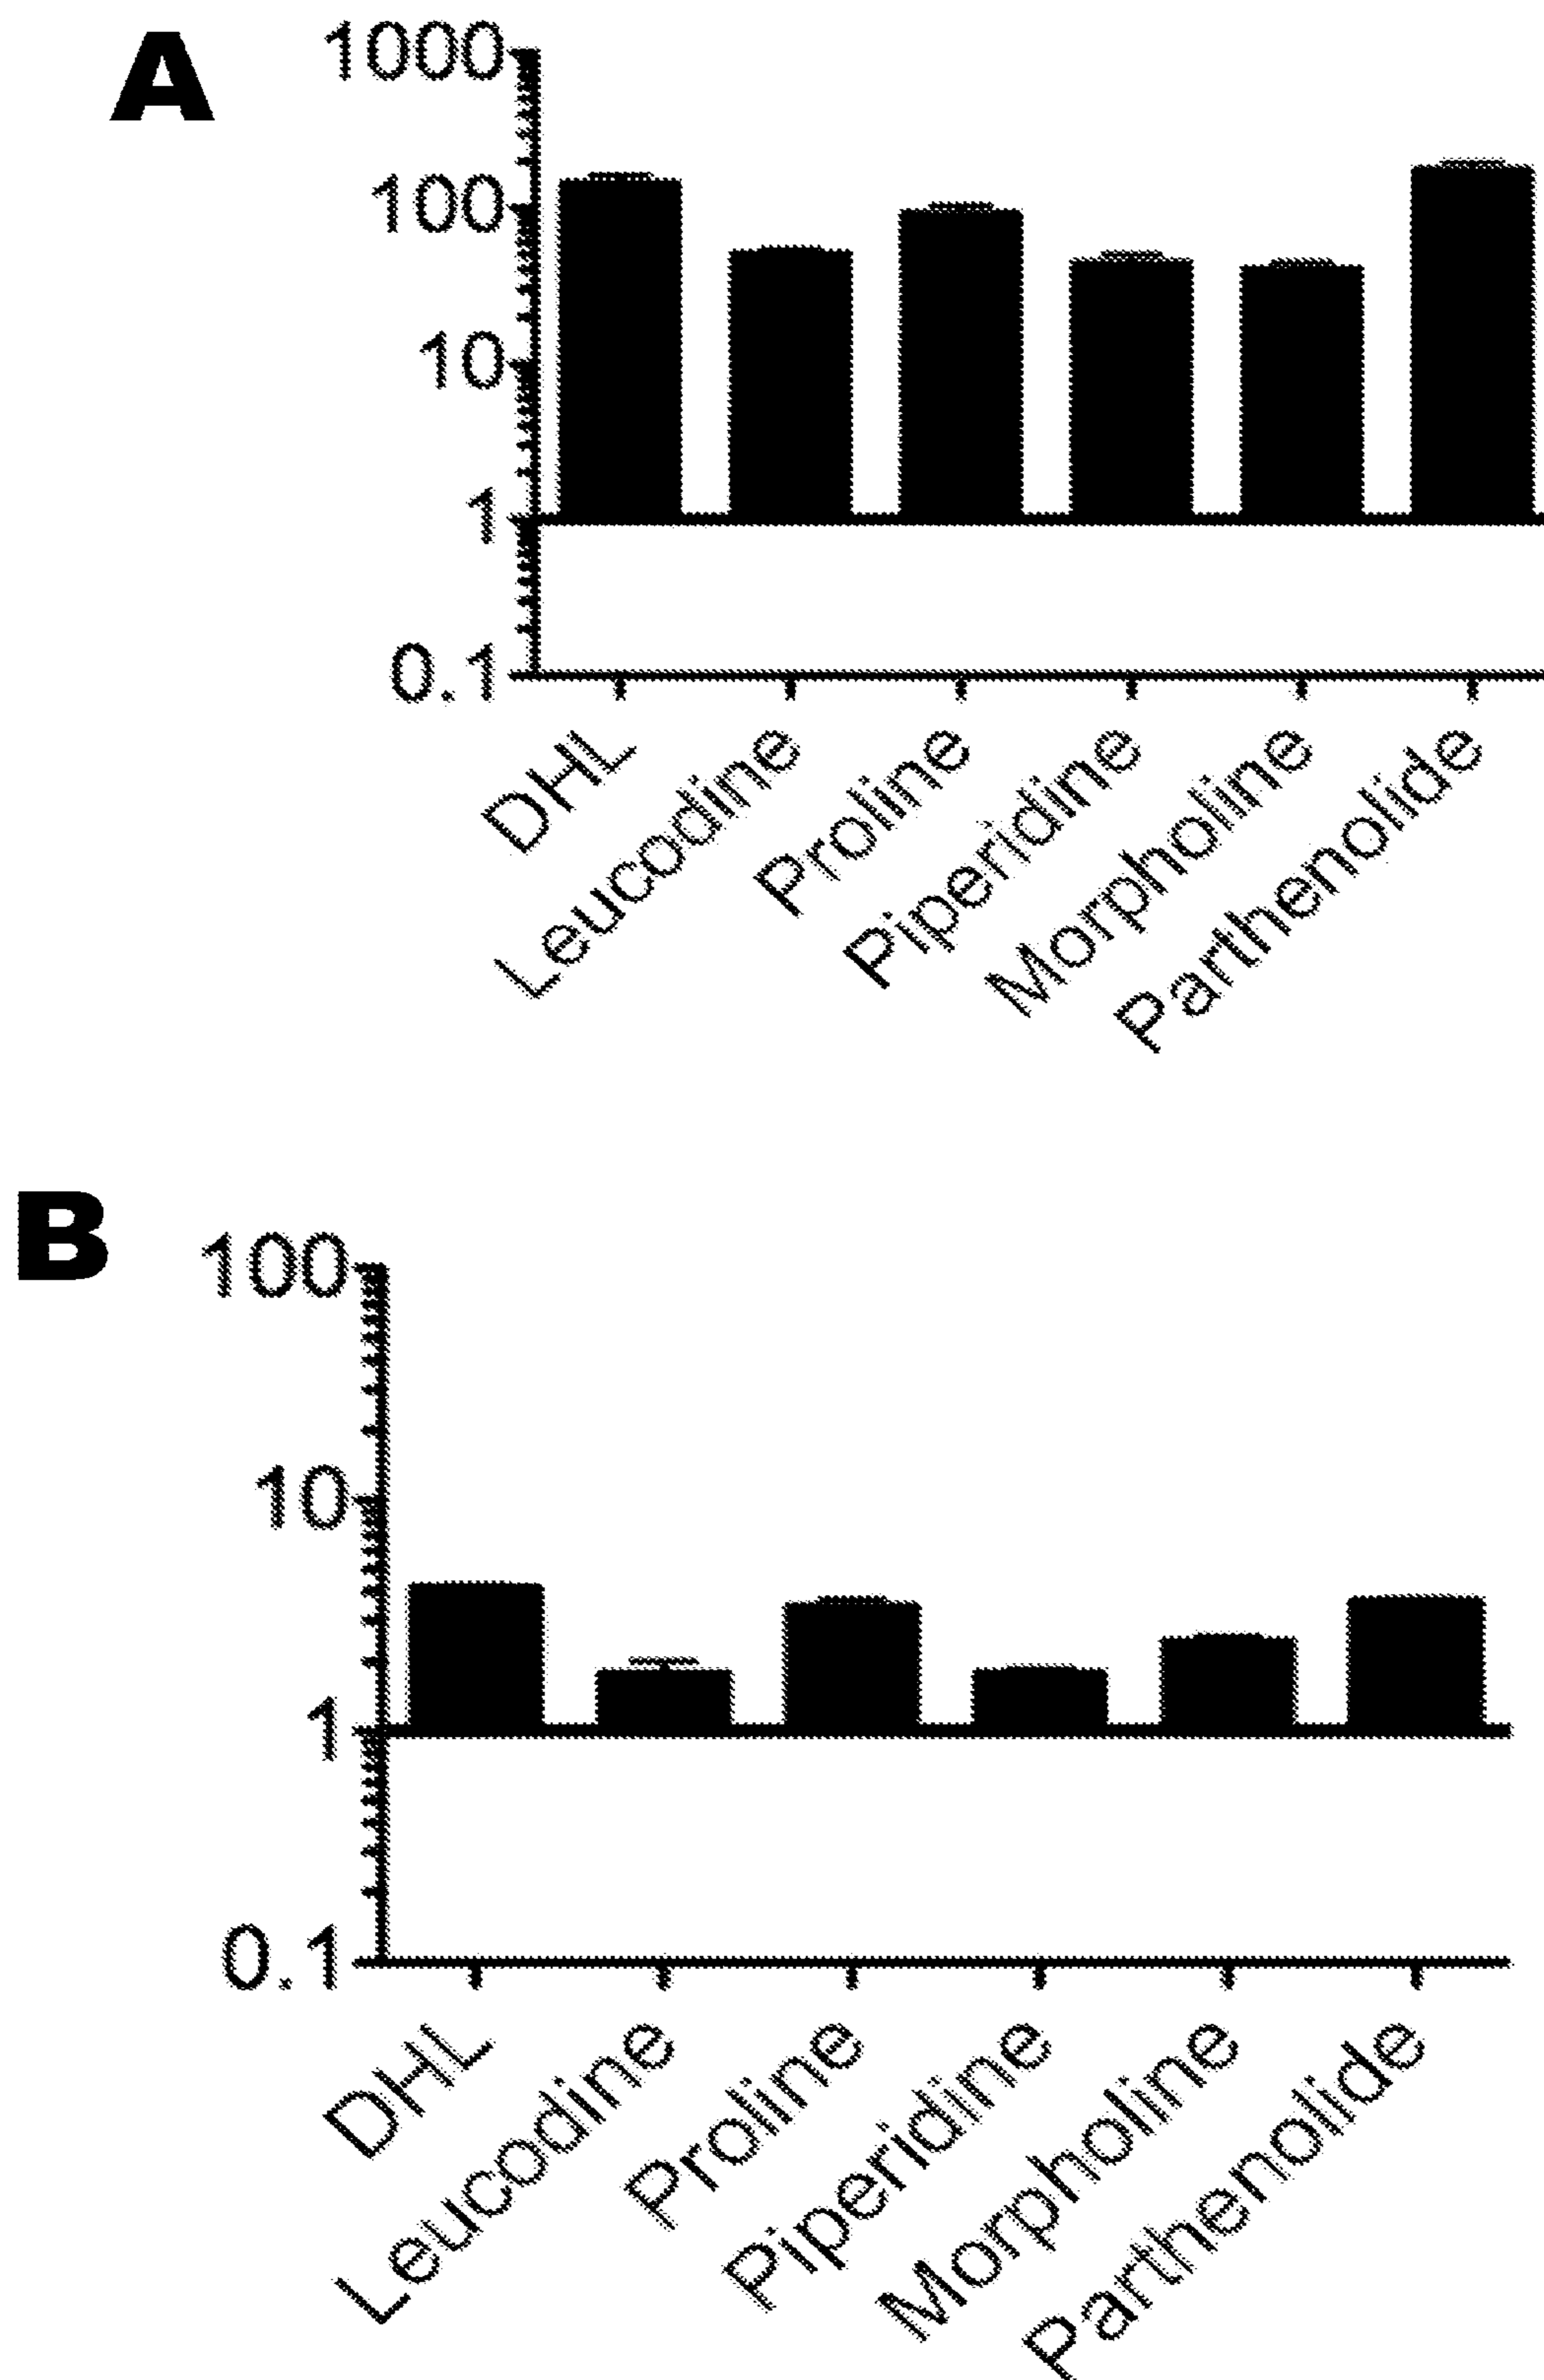 A
1000
100
10
1
0.1
DHL
Leucodine
Proline
Piperidine
Morpholine
Parthenolide
B
100
10
1
0.1
DHL
Leucodine
Proline
Piperidine
Morpholine
Parthenolide